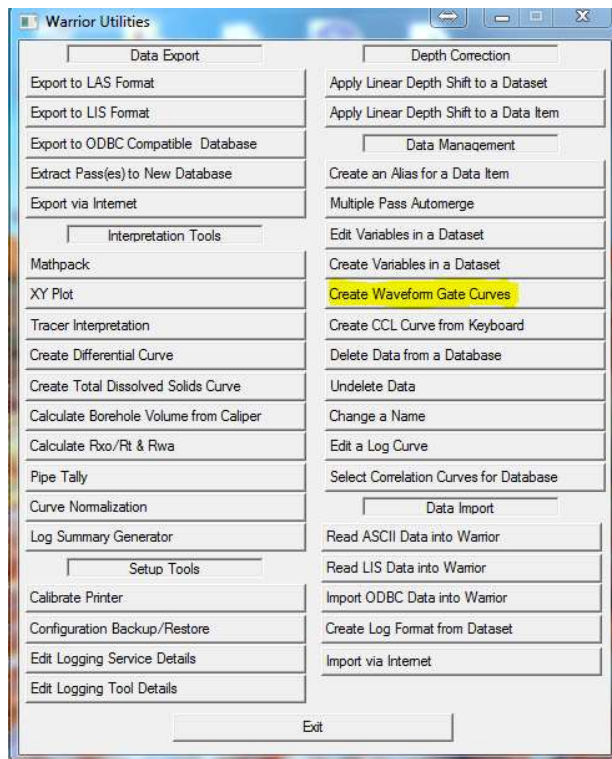 Warrior Utilities
Data Export
Export to LAS Format
Export to LIS Format
Export to ODBC Compatible Database
Extract Pass(es) to New Database
Export via Internet
Interpretation Tools
Mathpack
XY Plot
Tracer Interpretation
Create Differential Curve
Create Total Dissolved Solids Curve
Calculate Borehole Volume from Caliper
Calculate Rxo/Rt & Rwa
Pipe Tally
Curve Normalization
Log Summary Generator
Setup Tools
Calibrate Printer
Configuration Backup/Restore
Edit Logging Service Details
Edit Logging Tool Details
Depth Correction
Apply Linear Depth Shift to a Dataset
Apply Linear Depth Shift to a Data Item
Data Management
Create an Alias for a Data Item
Multiple Pass Automerge
Edit Variables in a Dataset
Create Variables in a Dataset
Create Waveform Gate Curves
Create CCL Curve from Keyboard
Delete Data from a Database
Undelete Data
Change a Name
Edit a Log Curve
Select Correlation Curves for Database
Data Import
Read ASCII Data into Warrior
Read LIS Data into Warrior
Import ODBC Data into Warrior
Create Log Format from Dataset
Import via Internet
Exit